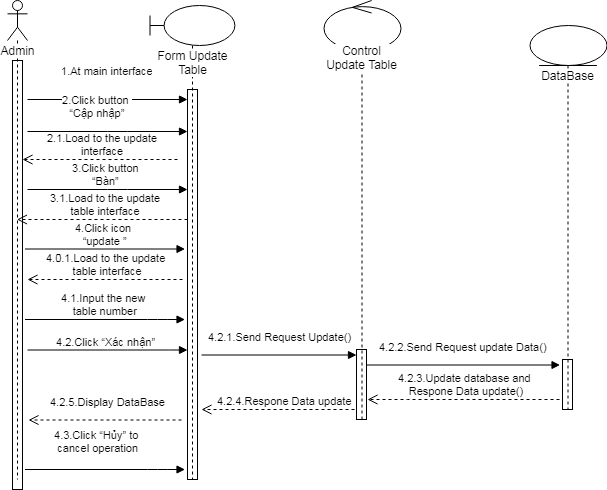 Admin
Form Update
Table
Control
Update Table
DataBase
1.At main interface
2.Click button
“Cập nhập”
2.1.Load to the update
interface
3.Click button
“Bàn”
3.1.Load to the update
table interface
4.Click icon
“update ”
4.0.1.Load to the update
table interface
4.1.Input the new
table number
4.2.Click “Xác nhận”
4.2.1.Send Request Update()
4.2.2.Send Request update Data()
4.2.3.Update database and
Respone Data update()
4.2.4.Respone Data update
4.2.5.Display DataBase
4.3.Click “Hủy” to
cancel operation